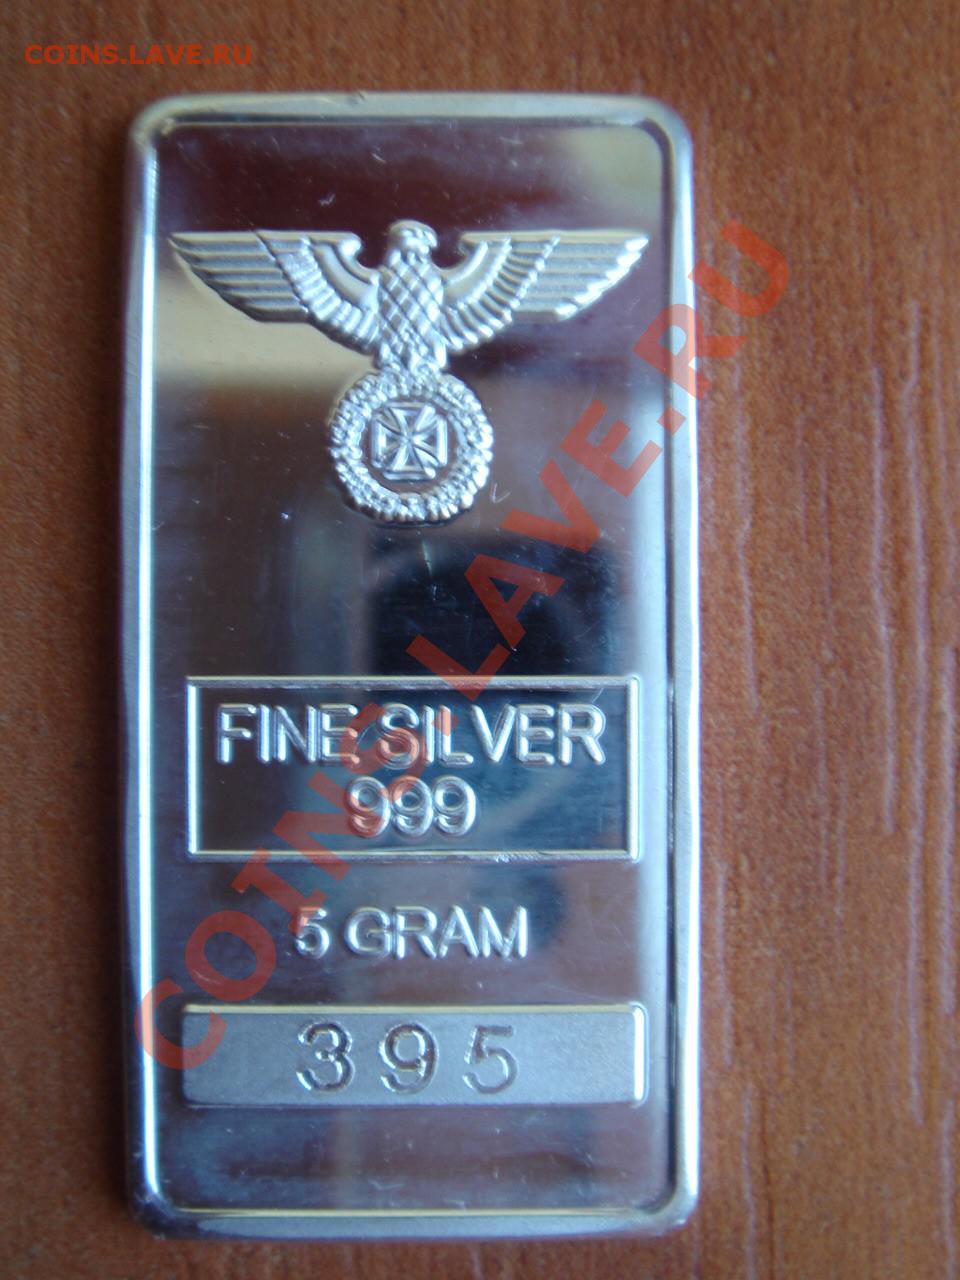 COINS.LAVE.RU
FINE SILVER
999
5 GRAM
395
COINS.LAVE.RU